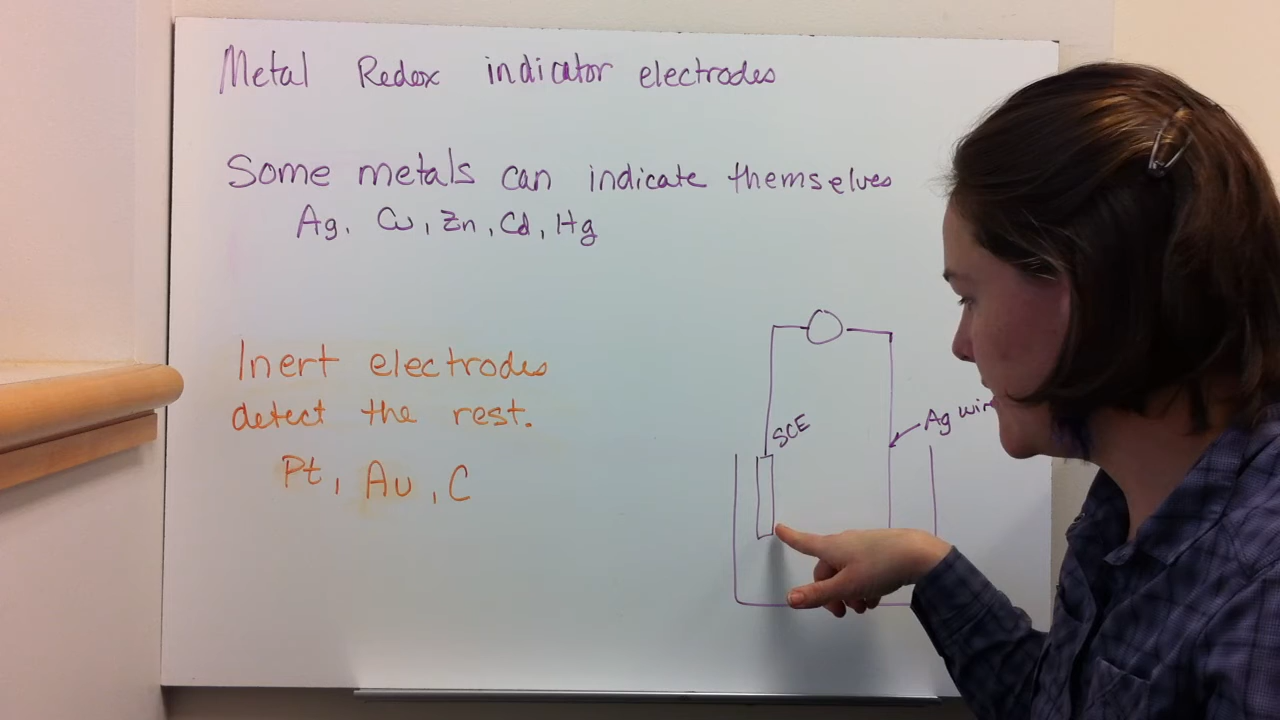 Metal Redox indicator electrodes
Some metals can indicate themselves
Ag, Cu, Zn, Cd, Hg
Inert electrodes
detect the rest.
Pt, Au, C
SCE
Ag